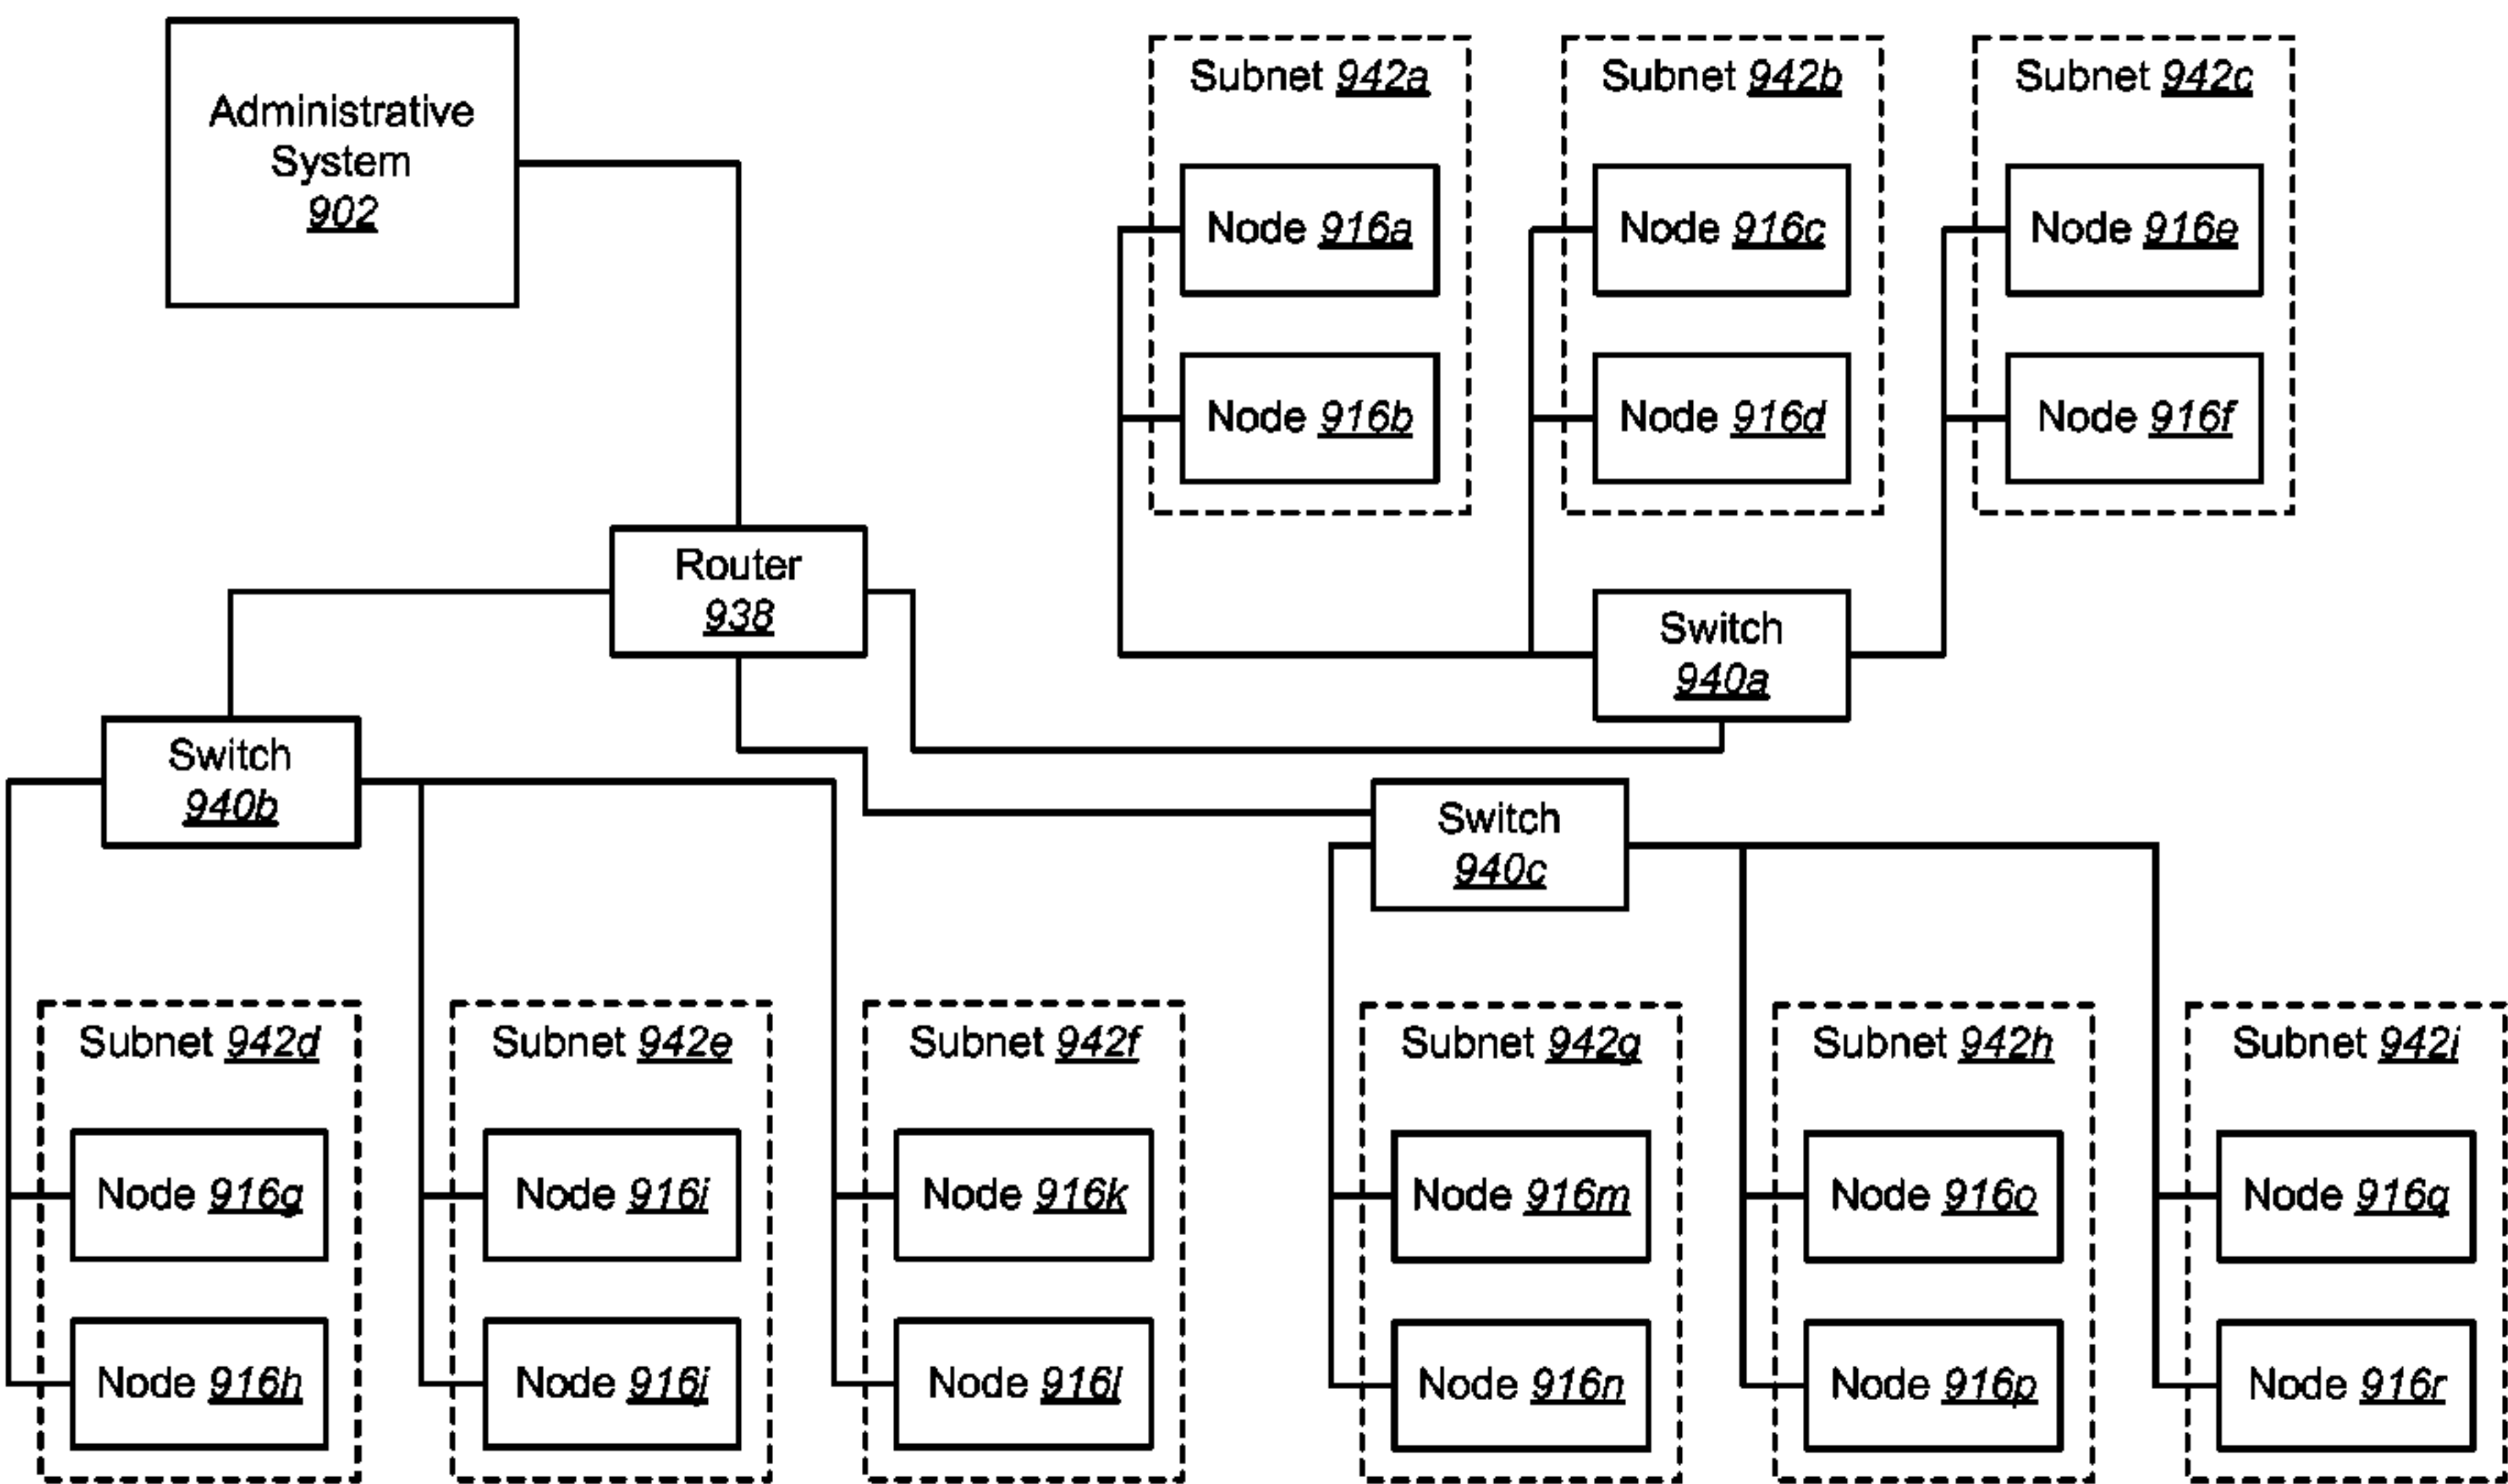 Administrative
System
902
Subnet 942a
Node 916a
Node 916b
Subnet 942b
Node 916c
Node 916d
Subnet 942c
Node 916e
Node 916f
Router
938
Switch
940a
Switch
940b
Switch
940c
Subnet 942d
Node 916g
Node 916h
Subnet 942e
Node 916i
Node 916j
Subnet 942f
Node 916k
Node 916l
Subnet 942g
Node 916m
Node 916n
Subnet 942h
Node 916o
Node 916p
Subnet 942i
Node 916q
Node 916r